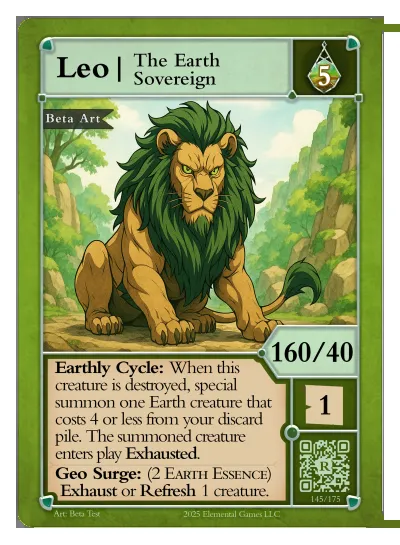 Leo | The Earth
Sovereign
5
Beta Art
160/40
Earthly Cycle: When this
creature is destroyed, special
summon one Earth creature that
costs 4 or less from your discard
pile. The summoned creature
enters play Exhausted.
1
Geo Surge: (2 EARTH ESSENCE)
Exhaust or Refresh 1 creature.
R
145/175
Art: Beta Test
2025 Elemental Games LLC